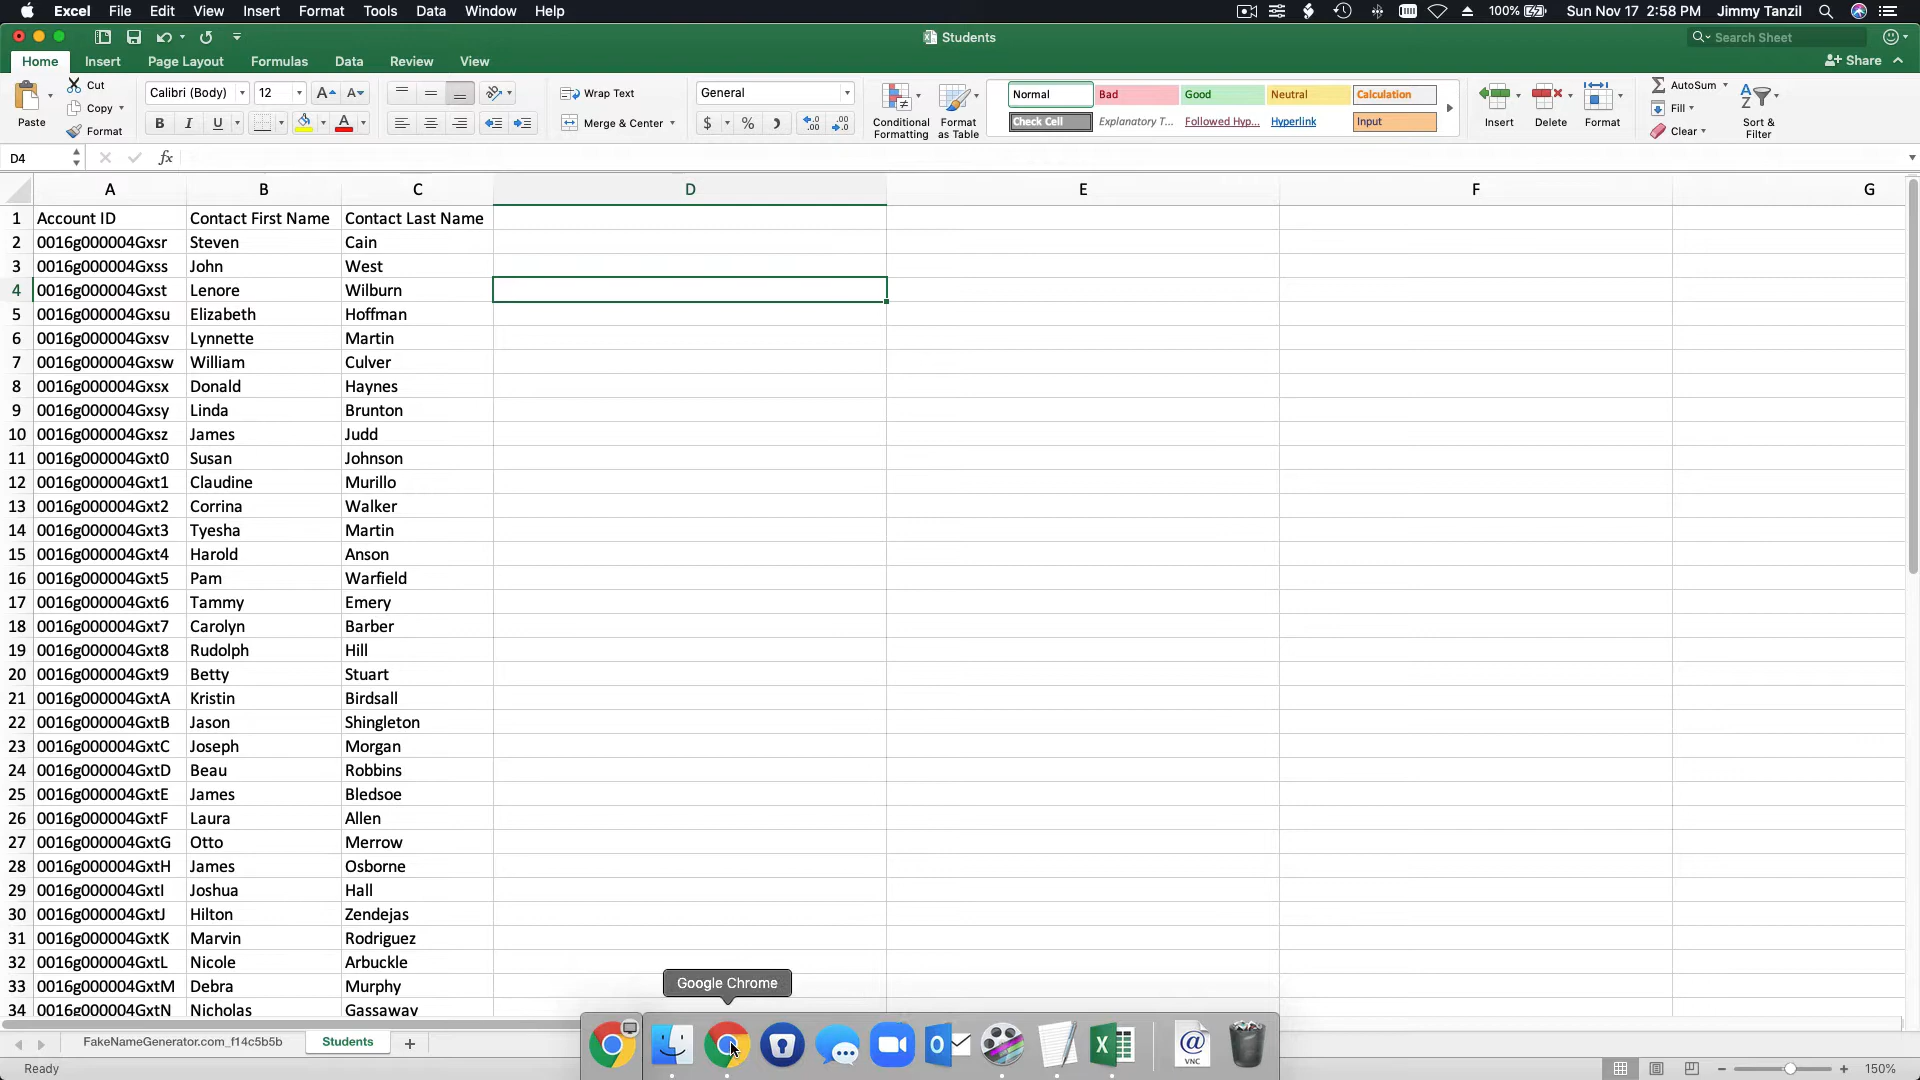 Excel File Edit View Insert Format Tools Data Window Help 100% Sun Nov 17 2:58 PM Jimmy Tanzil
Students Search Sheet
Home Insert Page Layout Formulas Data Review View Share
Paste Cut Copy Format
Calibri (Body) 12 A A
B I U A
Wrap Text
Merge & Center
General
$ % )
Conditional Formatting
Format as Table
Normal Bad Good Neutral Calculation
Check Cell Explanatory T... Followed Hyp... Hyperlink Input
Insert Delete Format
AutoSum
Fill
Clear
Sort & Filter
D4 fx
A B C D E F G
1 Account ID Contact First Name Contact Last Name
2 0016g000004Gxsr Steven Cain
3 0016g000004Gxss John West
4 0016g000004Gxst Lenore Wilburn
5 0016g000004Gxsu Elizabeth Hoffman
6 0016g000004Gxsv Lynnette Martin
7 0016g000004Gxsw William Culver
8 0016g000004Gxsx Donald Haynes
9 0016g000004Gxsy Linda Brunton
10 0016g000004Gxsz James Judd
11 0016g000004Gxt0 Susan Johnson
12 0016g000004Gxt1 Claudine Murillo
13 0016g000004Gxt2 Corrina Walker
14 0016g000004Gxt3 Tyesha Martin
15 0016g000004Gxt4 Harold Anson
16 0016g000004Gxt5 Pam Warfield
17 0016g000004Gxt6 Tammy Emery
18 0016g000004Gxt7 Carolyn Barber
19 0016g000004Gxt8 Rudolph Hill
20 0016g000004Gxt9 Betty Stuart
21 0016g000004GxtA Kristin Birdsall
22 0016g000004GxtB Jason Shingleton
23 0016g000004GxtC Joseph Morgan
24 0016g000004GxtD Beau Robbins
25 0016g000004GxtE James Bledsoe
26 0016g000004GxtF Laura Allen
27 0016g000004GxtG Otto Merrow
28 0016g000004GxtH James Osborne
29 0016g000004GxtI Joshua Hall
30 0016g000004GxtJ Hilton Zendejas
31 0016g000004GxtK Marvin Rodriguez
32 0016g000004GxtL Nicole Arbuckle
33 0016g000004GxtM Debra Murphy
34 0016g000004GxtN Nicholas Gassaway
Google Chrome
VNC
FakeNameGenerator.com_f14c5b5b Students
Ready 150%